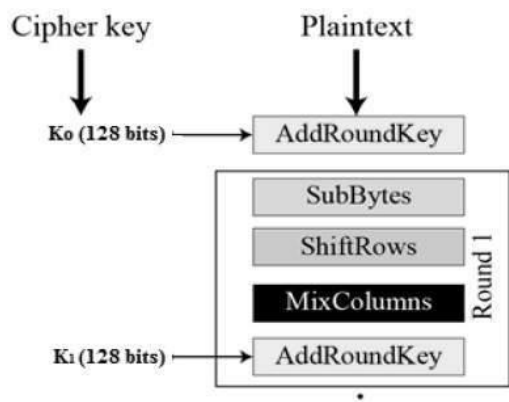 Cipher key Plaintext
K₀ (128 bits) AddRoundKey
SubBytes
ShiftRows
MixColumns
Round 1
K₁ (128 bits) AddRoundKey